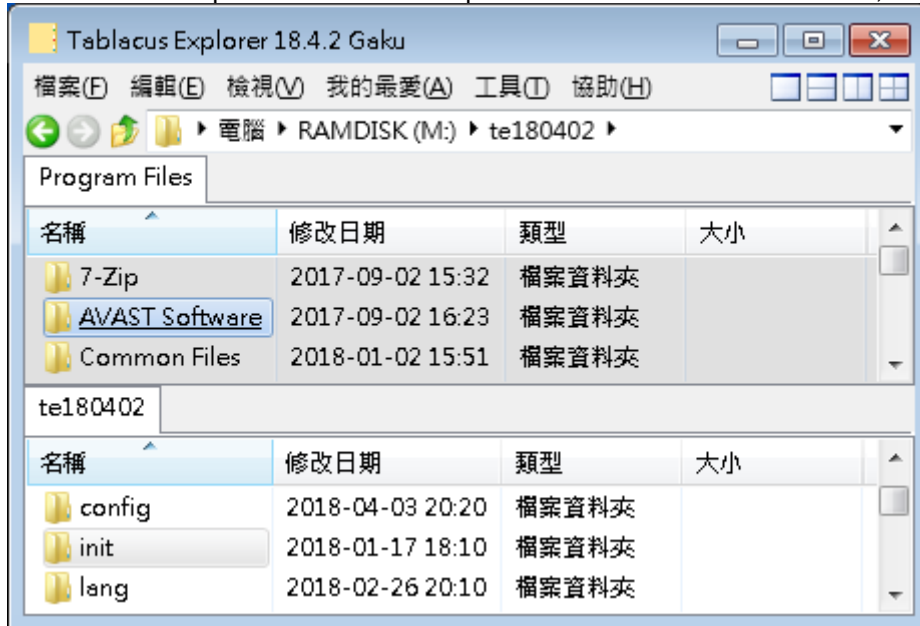 Tablacus Explorer 18.4.2 Gaku
檔案(F) 編輯(E) 檢視(V) 我的最愛(A) 工具(T) 協助(H)
電腦 RAMDISK (M:) te180402
Program Files
名稱 修改日期 類型 大小
7-Zip 2017-09-02 15:32 檔案資料夾
AVAST Software 2017-09-02 16:23 檔案資料夾
Common Files 2018-01-02 15:51 檔案資料夾
te180402
名稱 修改日期 類型 大小
config 2018-04-03 20:20 檔案資料夾
init 2018-01-17 18:10 檔案資料夾
lang 2018-02-26 20:10 檔案資料夾